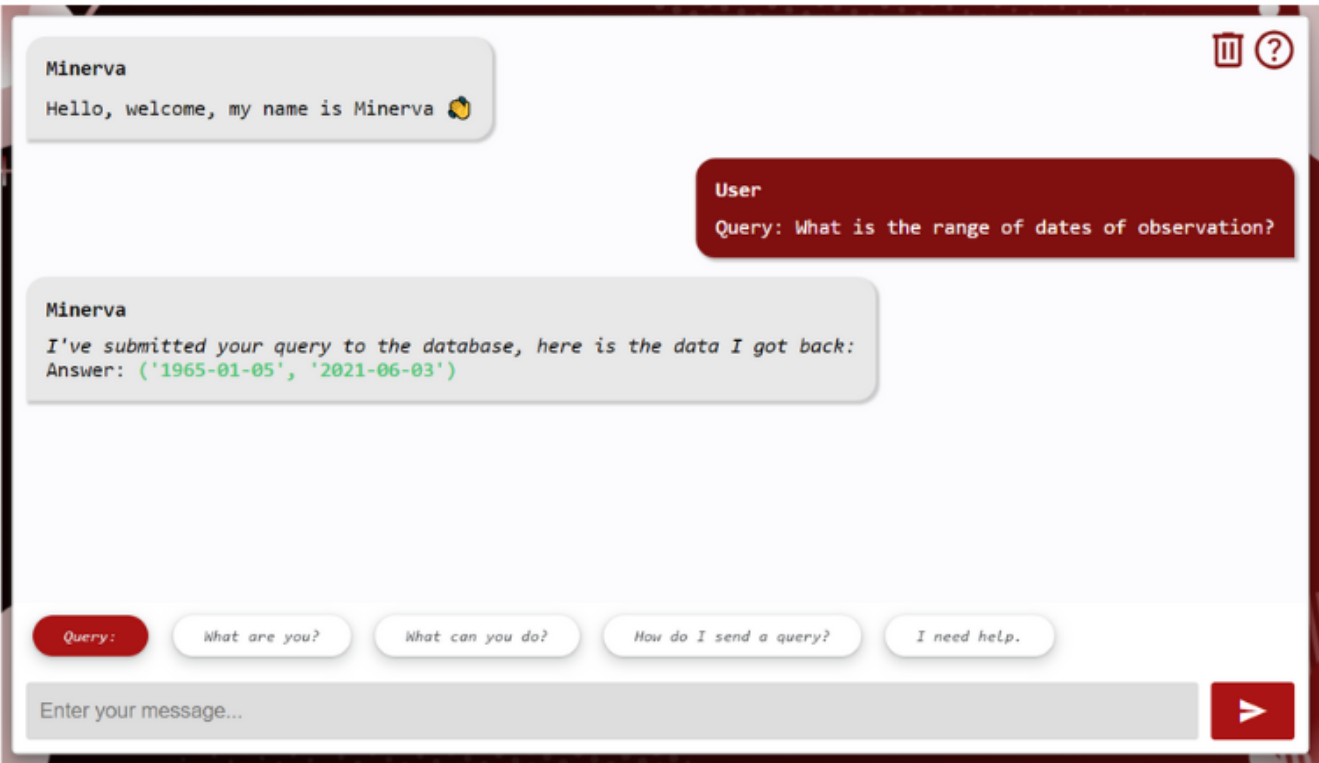 Minerva
Hello, welcome, my name is Minerva 👏
User
Query: What is the range of dates of observation?
Minerva
I've submitted your query to the database, here is the data I got back:
Answer: ('1965-01-05', '2021-06-03')
Query: What are you? What can you do? How do I send a query? I need help.
Enter your message...